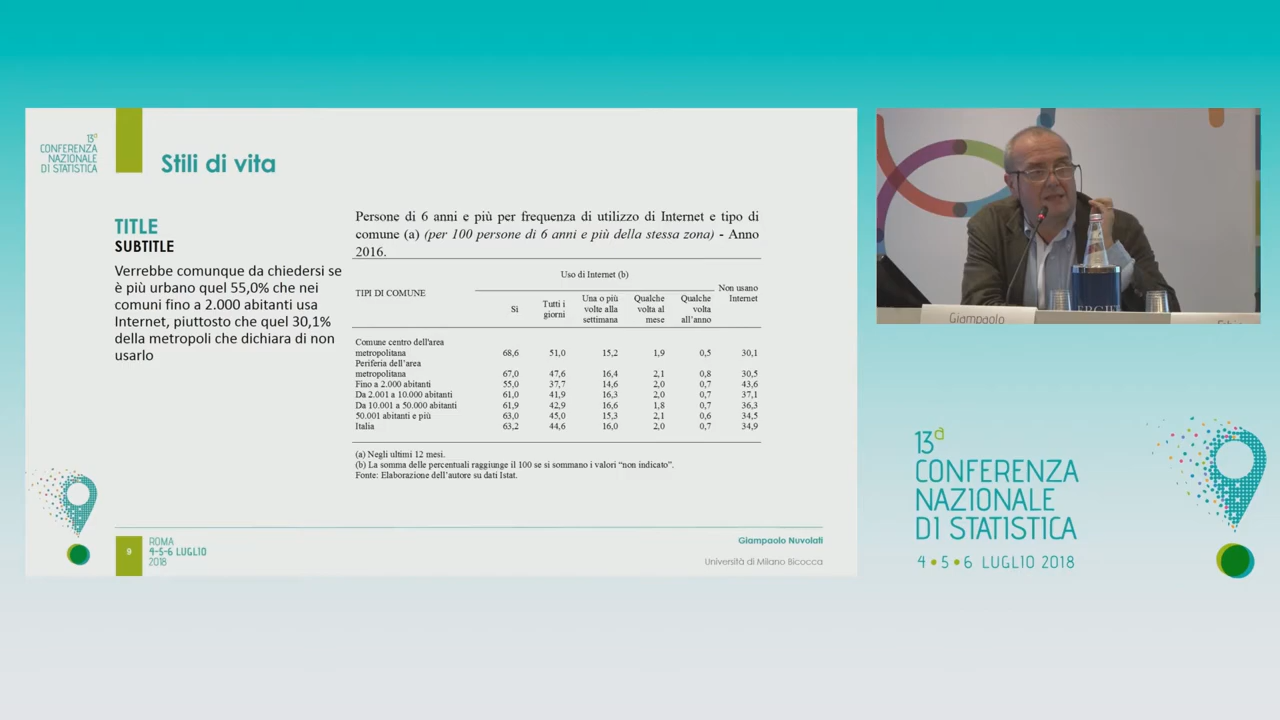 13ª
CONFERENZA
NAZIONALE
DI STATISTICA
Stili di vita
TITLE
SUBTITLE
Verrebbe comunque da chiedersi se
è più urbano quel 55,0% che nei
comuni fino a 2.000 abitanti usa
Internet, piuttosto che quel 30,1%
della metropoli che dichiara di non
usarlo
Persone di 6 anni e più per frequenza di utilizzo di Internet e tipo di
comune (a) (per 100 persone di 6 anni e più della stessa zona) - Anno
2016.
TIPI DI COMUNE
Uso di Internet (b)
Si
Tutti i
giorni
Una o più
volte alla
settimana
Qualche
volta al
mese
Qualche
volta
all'anno
Non usano
Internet
Comune centro dell'area
metropolitana 68,6 51,0 15,2 1,9 0,5 30,1
Periferia dell'area
metropolitana 67,0 47,6 16,4 2,1 0,8 30,5
Fino a 2.000 abitanti 55,0 37,7 14,6 2,0 0,7 43,6
Da 2.001 a 10.000 abitanti 61,0 41,9 16,3 2,0 0,7 37,1
Da 10.001 a 50.000 abitanti 61,9 42,9 16,6 1,8 0,7 36,3
50.001 abitanti e più 63,0 45,0 15,3 2,1 0,6 34,5
Italia 63,2 44,6 16,0 2,0 0,7 34,9
(a) Negli ultimi 12 mesi.
(b) La somma delle percentuali raggiunge il 100 se si sommano i valori "non indicato".
Fonte: Elaborazione dell'autore su dati Istat.
9
ROMA
4-5-6 LUGLIO
2018
Giampaolo Nuvolati
Università di Milano Bicocca
Giampaolo
13ª
CONFERENZA
NAZIONALE
DI STATISTICA
4•5•6 LUGLIO 2018